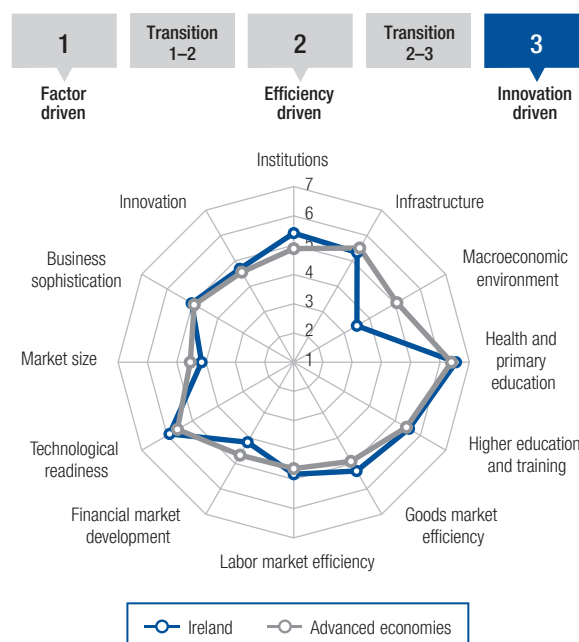 1
Transition
1–2
2
Transition
2–3
3
Factor
driven
Efficiency
driven
Innovation
driven
Institutions
Infrastructure
Macroeconomic
environment
Health and
primary
education
Higher education
and training
Goods market
efficiency
Labor market efficiency
Financial market
development
Technological
readiness
Market size
Business
sophistication
Innovation
7
6
5
4
3
2
1
Ireland
Advanced economies